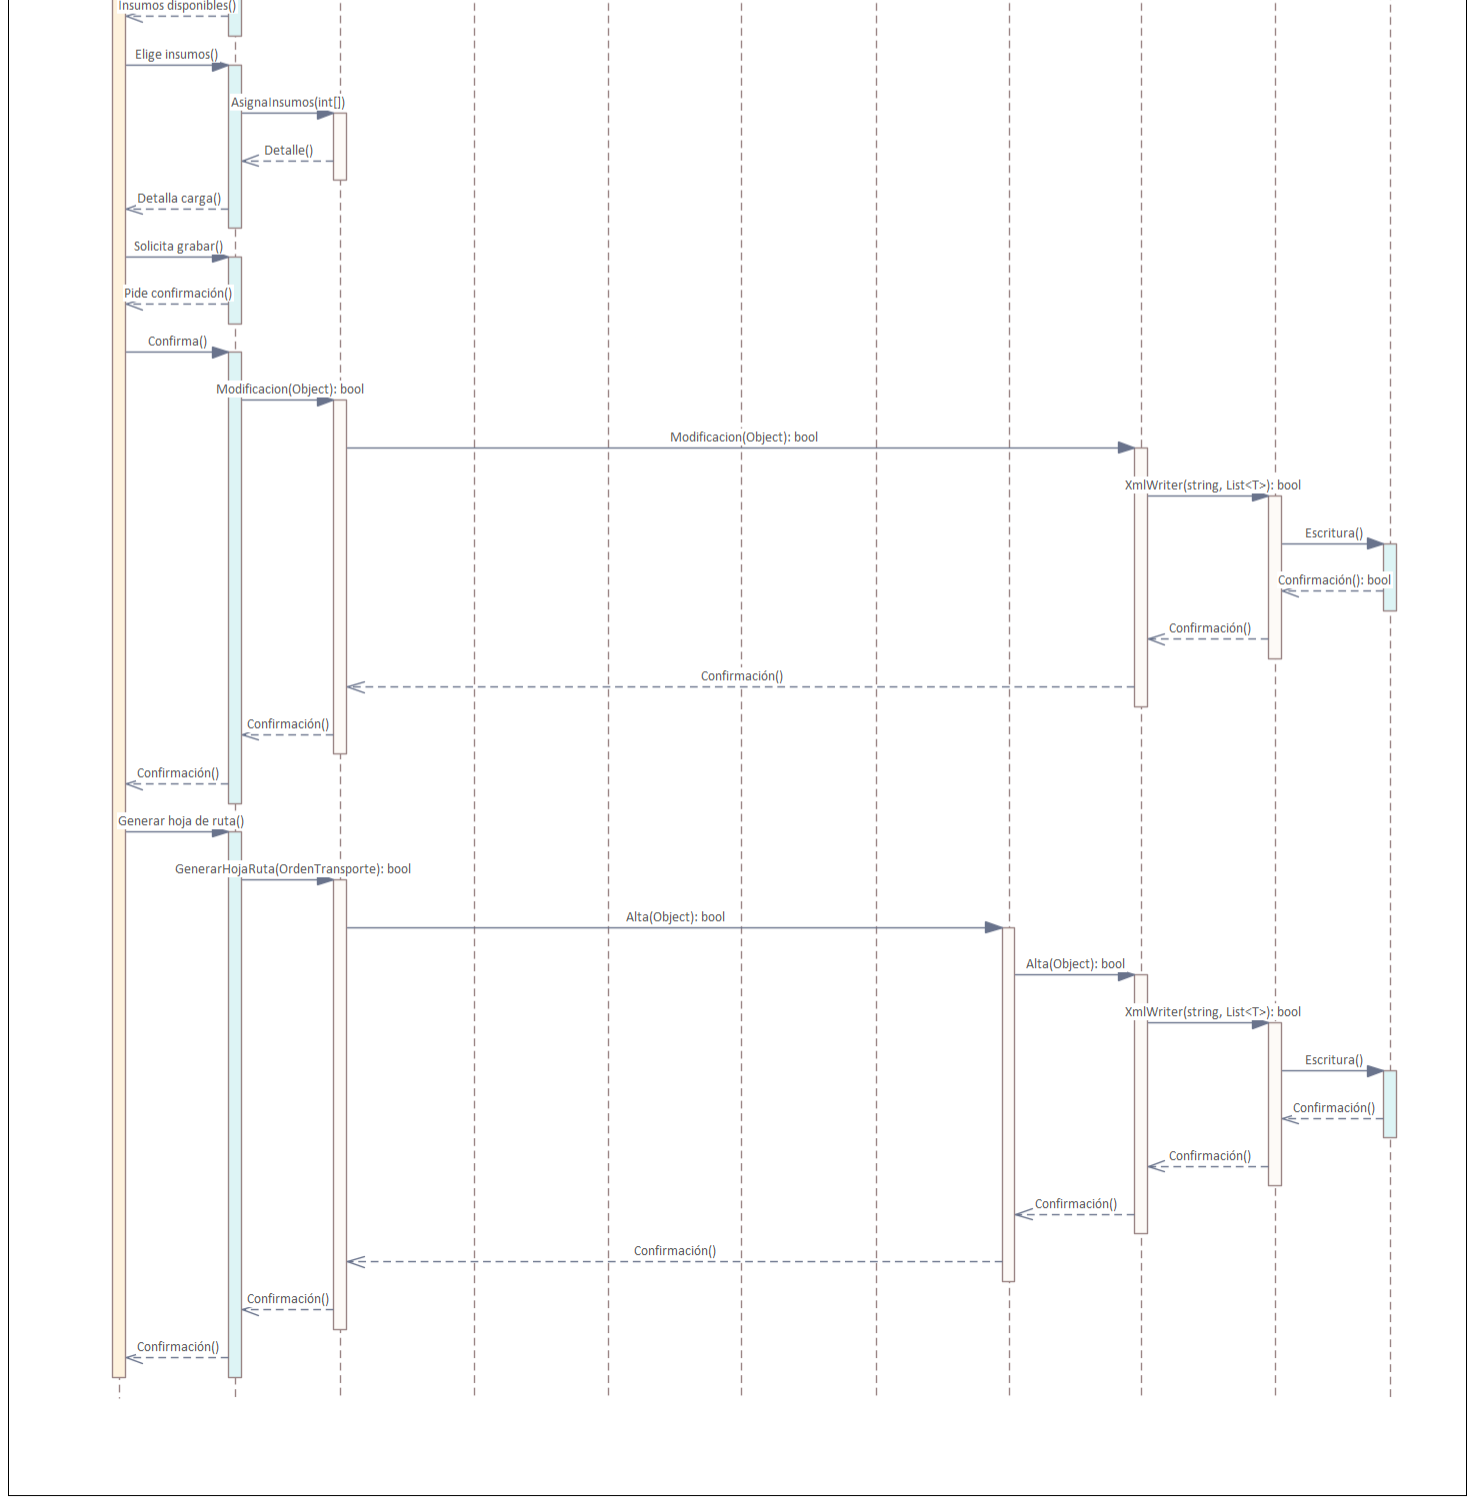 Insumos disponibles()
Elige insumos()
AsignaInsumos(int[])
Detalle()
Detalla carga()
Solicita grabar()
Pide confirmación()
Confirma()
Modificacion(Object): bool
Modificacion(Object): bool
XmlWriter(string, List<T>): bool
Escritura()
Confirmación(): bool
Confirmación()
Confirmación()
Confirmación()
Confirmación()
Generar hoja de ruta()
GenerarHojaRuta(OrdenTransporte): bool
Alta(Object): bool
Alta(Object): bool
XmlWriter(string, List<T>): bool
Escritura()
Confirmación()
Confirmación()
Confirmación()
Confirmación()
Confirmación()
Confirmación()